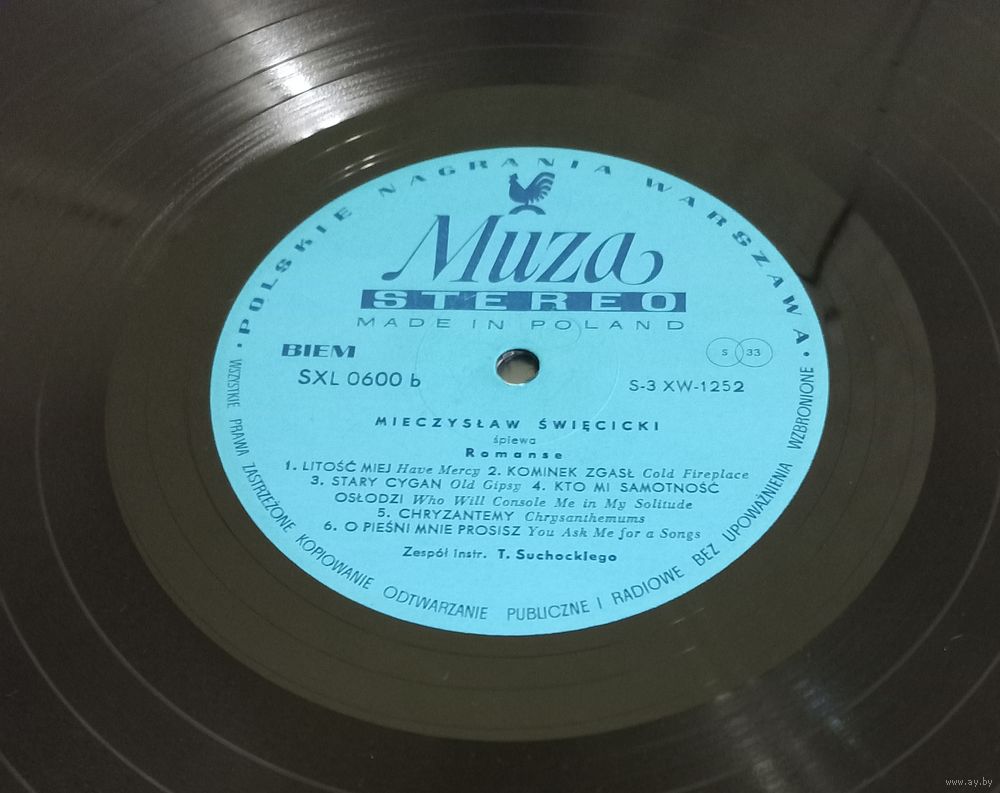 • POLSKIE NAGRANIA WARSZAWA •
Muza
STEREO
MADE IN POLAND
BIEM
S 33
SXL 0600 b
S-3 XW-1252
MIECZYSŁAW ŚWIĘCICKI
śpiewa
Romanse
1. LITOŚĆ MIEJ Have Mercy 2. KOMINEK ZGASŁ Cold Fireplace
3. STARY CYGAN Old Gipsy 4. KTO MI SAMOTNOŚĆ
OSŁODZI Who Will Console Me in My Solitude
5. CHRYZANTEMY Chrysanthemums
6. O PIEŚNI MNIE PROSISZ You Ask Me for a Songs
Zespół instr. T. Suchockiego
WSZYSTKIE PRAWA ZASTRZEŻONE KOPIOWANIE ODTWARZANIE PUBLICZNE I RADIOWE BEZ UPOWAŻNIENIA WZBRONIONE
www.ay.by